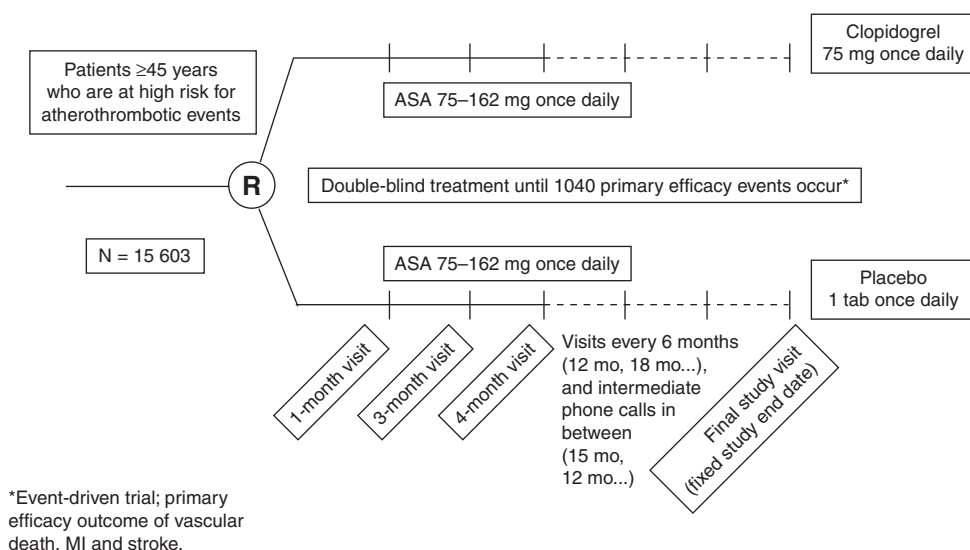 Patients ≥45 years
who are at high risk for
atherothrombotic events
Clopidogrel
75 mg once daily
ASA 75–162 mg once daily
R
Double-blind treatment until 1040 primary efficacy events occur*
N = 15 603
ASA 75–162 mg once daily
Placebo
1 tab once daily
1-month visit
3-month visit
4-month visit
Visits every 6 months
(12 mo, 18 mo...),
and intermediate
phone calls in
between
(15 mo,
12 mo...)
Final study visit
(fixed study end date)
*Event-driven trial; primary
efficacy outcome of vascular
death, MI and stroke.